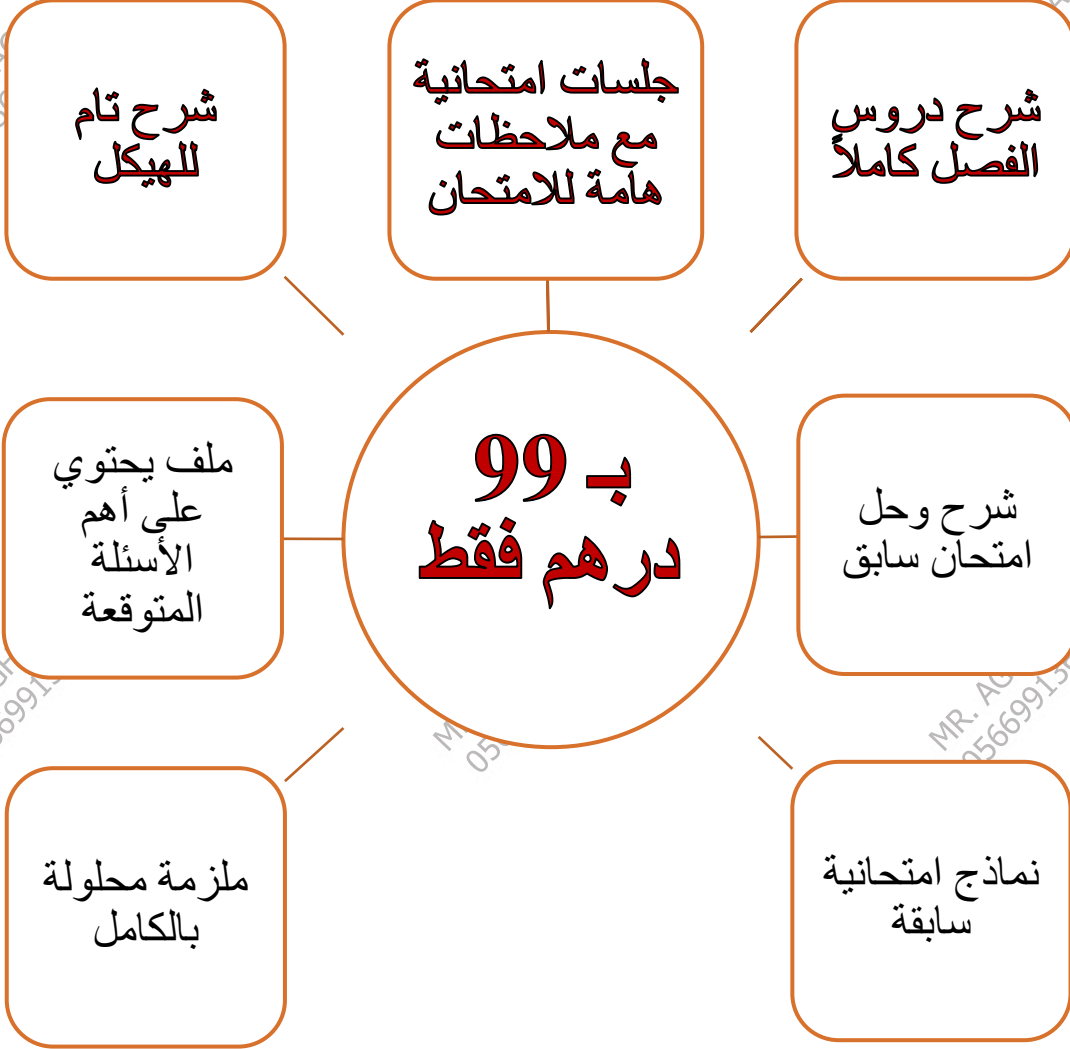 شرح دروس
الفصل كاملاً
جلسات امتحانية
مع ملاحظات
هامة للامتحان
شرح تام
للهيكل
بـ 99
درهم فقط
شرح وحل
امتحان سابق
ملف يحتوي
على أهم
الأسئلة
المتوقعة
نماذج امتحانية
سابقة
ملزمة محلولة
بالكامل
MR.